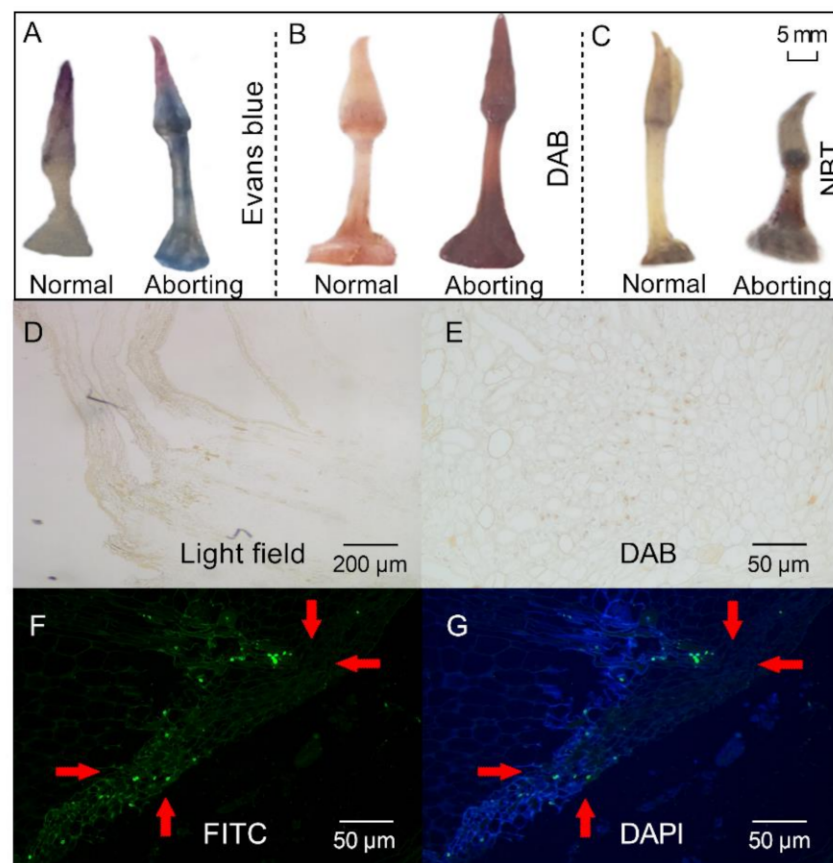 A
B
C
5 mm
Evans blue
DAB
NBT
Normal Aborting
Normal Aborting
Normal Aborting
D
Light field
200 µm
E
DAB
50 µm
F
FITC
50 µm
G
DAPI
50 µm